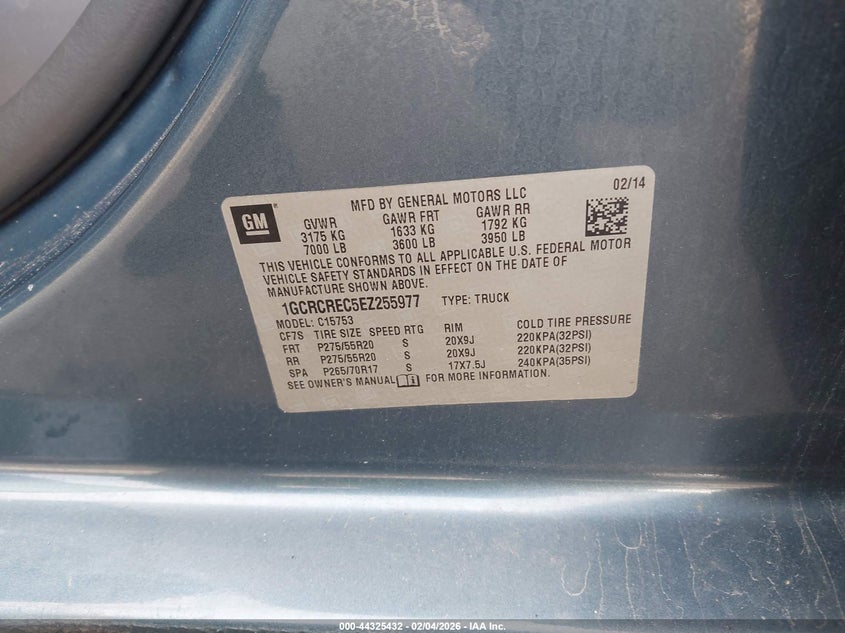 GM
MFD BY GENERAL MOTORS LLC
02/14
GVWR GAWR FRT GAWR RR
3175 KG 1633 KG 1792 KG
7000 LB 3600 LB 3950 LB
THIS VEHICLE CONFORMS TO ALL APPLICABLE U.S. FEDERAL MOTOR
VEHICLE SAFETY STANDARDS IN EFFECT ON THE DATE OF
MANUFACTURE SHOWN ABOVE.
1GCRCREC5EZ255977 TYPE: TRUCK
MODEL: C15753
CF7S TIRE SIZE SPEED RTG RIM COLD TIRE PRESSURE
FRT P275/55R20 S 20X9J 220KPA(32PSI)
RR P275/55R20 S 20X9J 220KPA(32PSI)
SPA P265/70R17 S 17X7.5J 240KPA(35PSI)
SEE OWNER'S MANUAL FOR MORE INFORMATION.
000-44325432 - 02/04/2026 - IAA Inc.